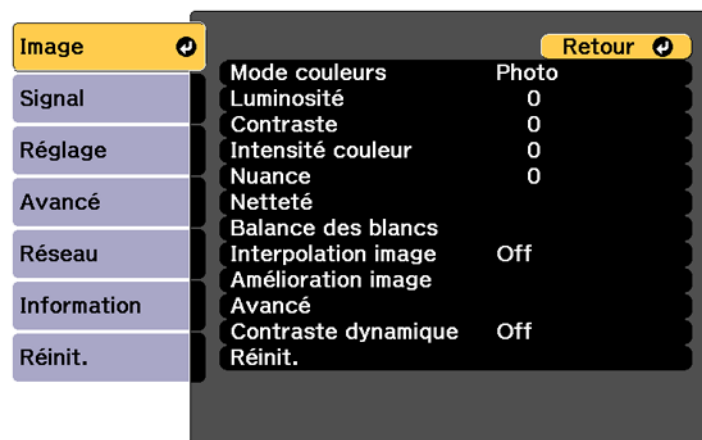 Image
Signal
Réglage
Avancé
Réseau
Information
Réinit.
Retour
Mode couleurs Photo
Luminosité 0
Contraste 0
Intensité couleur 0
Nuance 0
Netteté
Balance des blancs
Interpolation image Off
Amélioration image
Avancé
Contraste dynamique Off
Réinit.